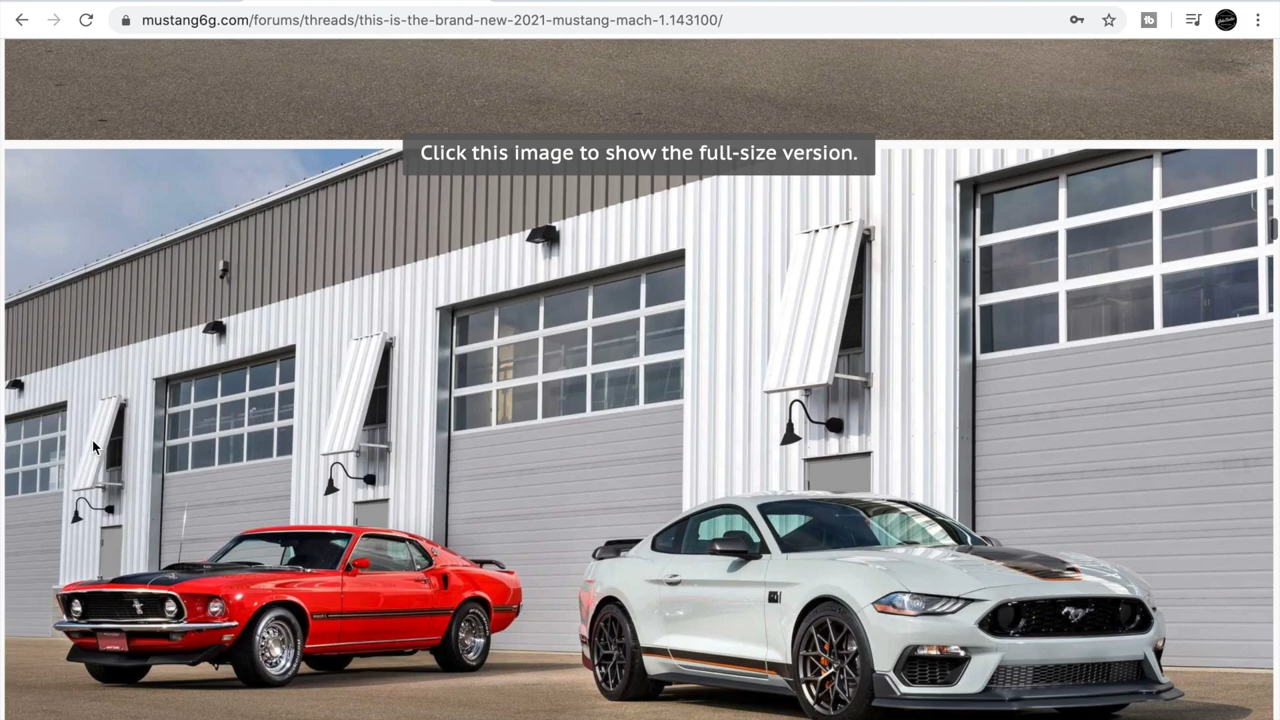 mustang6g.com/forums/threads/this-is-the-brand-new-2021-mustang-mach-1.143100/
Click this image to show the full-size version.